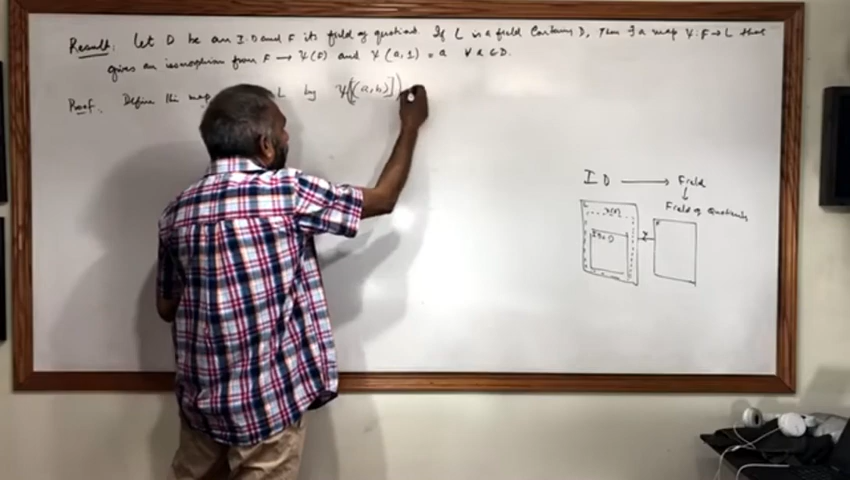 Result: Let D be an I.D and F its field of quotient. If L is a field contains D, Then ∃ a map ψ: F → L that
gives an isomorphism from F → ψ(F) and ψ(a,1) = a ∀ a ∈ D.
Proof: Define the map L by ψ([(a,b)])
I D → Field
↓
Field of Quotients
L
ψ(F)
F
I.D D
ψ